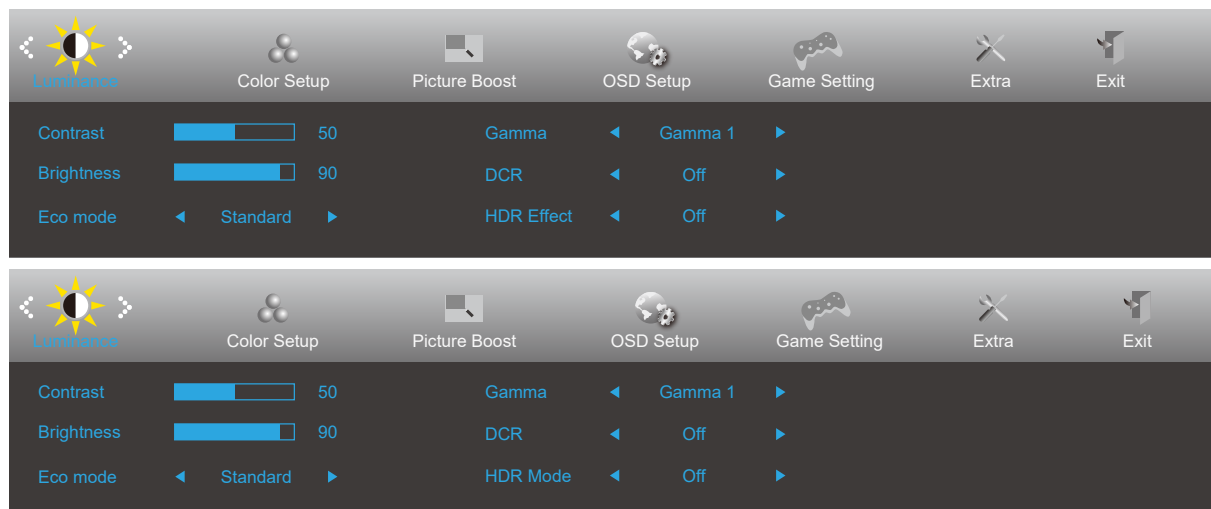 Luminance Color Setup Picture Boost OSD Setup Game Setting Extra Exit
Contrast 50 Gamma Gamma 1
Brightness 90 DCR Off
Eco mode Standard HDR Effect Off
Luminance Color Setup Picture Boost OSD Setup Game Setting Extra Exit
Contrast 50 Gamma Gamma 1
Brightness 90 DCR Off
Eco mode Standard HDR Mode Off